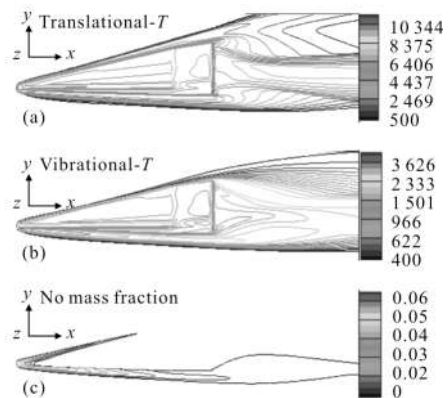 y
Translational-T
z
x
(a)
10 344
8 375
6 406
4 437
2 469
500
y
Vibrational-T
z
x
(b)
3 626
2 333
1 501
966
622
400
y
No mass fraction
z
x
(c)
0.06
0.05
0.04
0.03
0.02
0